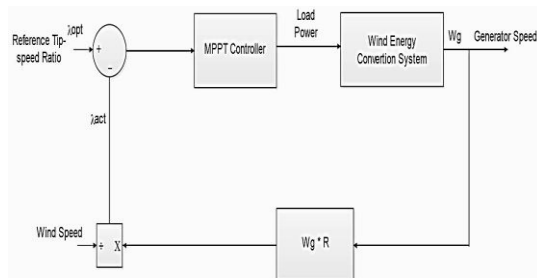 λopt
Reference Tip-
speed Ratio
+
-
MPPT Controller
Load
Power
Wind Energy
Convertion System
Wg
Generator Speed
λact
Wind Speed
÷ X
Wg * R